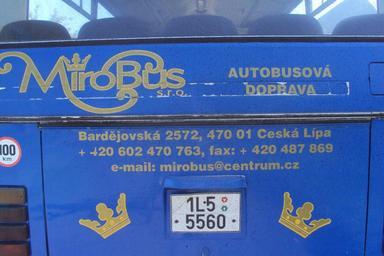 MiroBus
s.r.o.
AUTOBUSOVÁ
DOPRAVA
Bardějovská 2572, 470 01 Česká Lípa
+ 420 602 470 763, fax: + 420 487 869
e-mail: mirobus@centrum.cz
100
km
1L5
5560